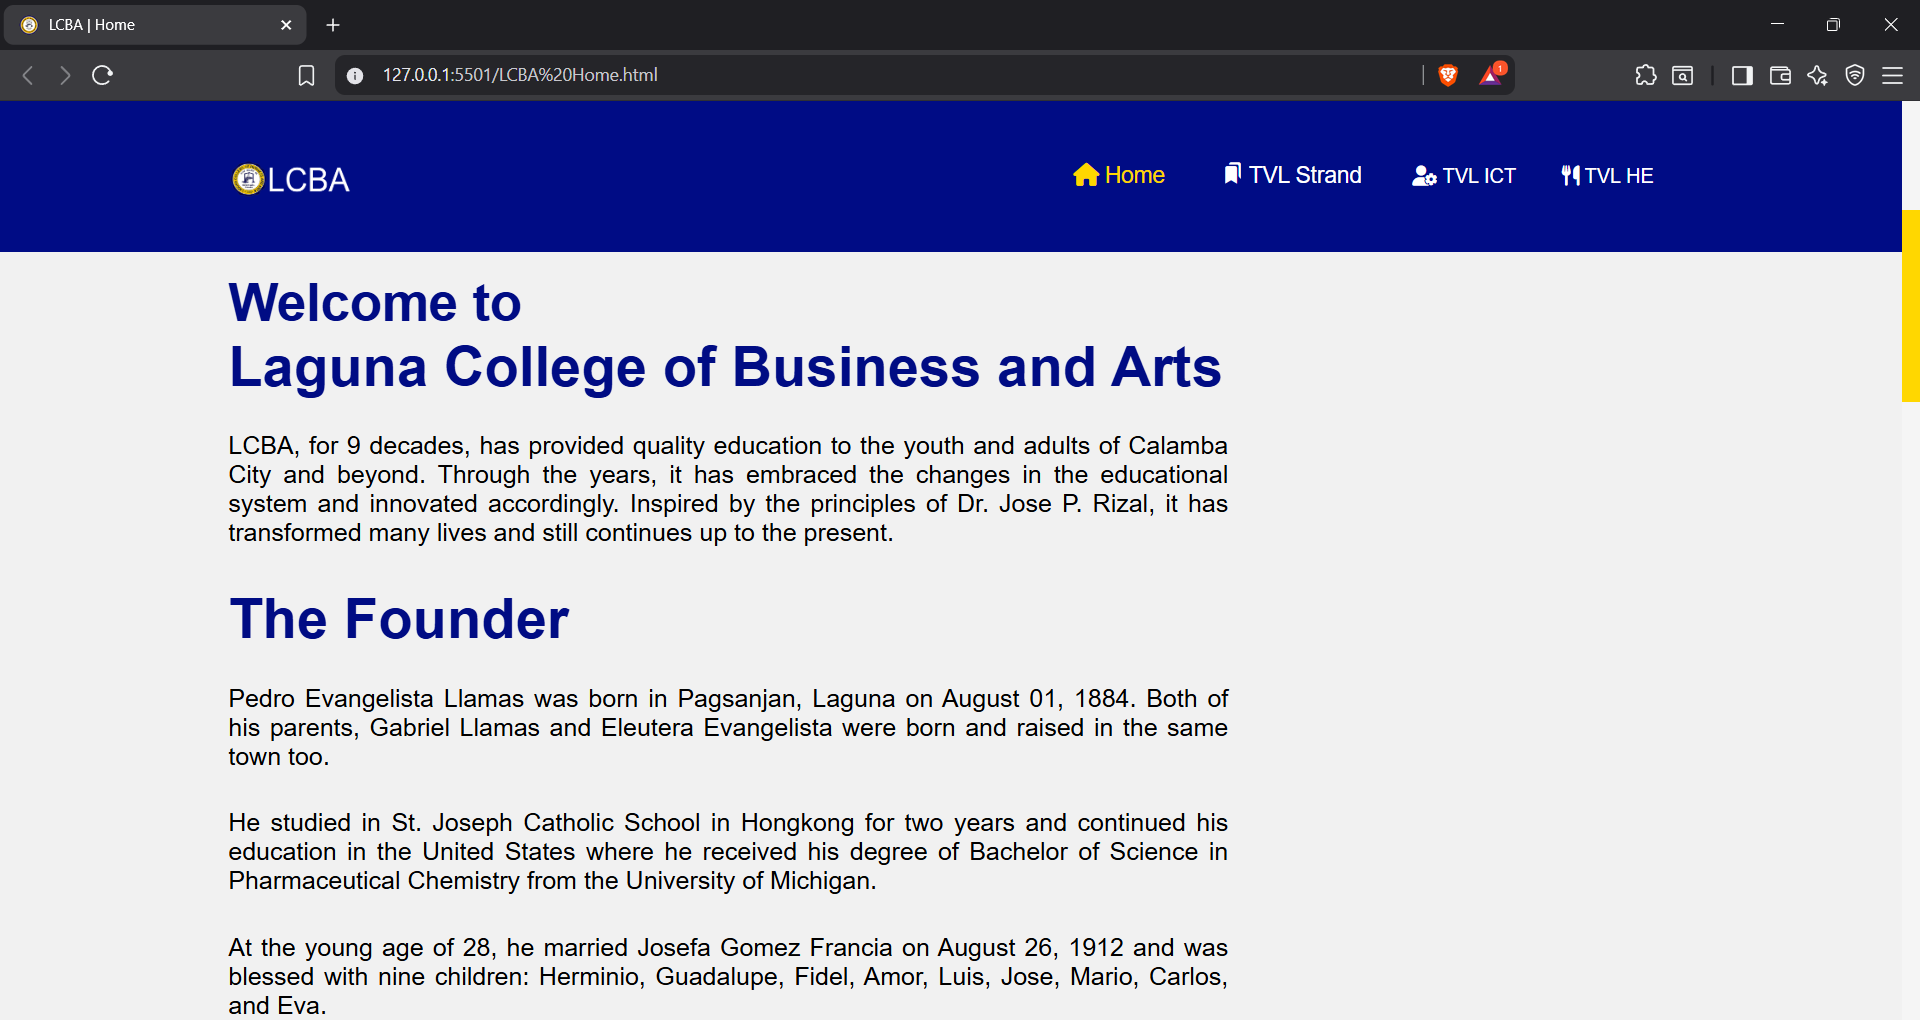 LCBA | Home
127.0.0.1:5501/LCBA%20Home.html
1
LCBA
Home
TVL Strand
TVL ICT
TVL HE
Welcome to
Laguna College of Business and Arts
LCBA, for 9 decades, has provided quality education to the youth and adults of Calamba
City and beyond. Through the years, it has embraced the changes in the educational
system and innovated accordingly. Inspired by the principles of Dr. Jose P. Rizal, it has
transformed many lives and still continues up to the present.
The Founder
Pedro Evangelista Llamas was born in Pagsanjan, Laguna on August 01, 1884. Both of
his parents, Gabriel Llamas and Eleutera Evangelista were born and raised in the same
town too.
He studied in St. Joseph Catholic School in Hongkong for two years and continued his
education in the United States where he received his degree of Bachelor of Science in
Pharmaceutical Chemistry from the University of Michigan.
At the young age of 28, he married Josefa Gomez Francia on August 26, 1912 and was
blessed with nine children: Herminio, Guadalupe, Fidel, Amor, Luis, Jose, Mario, Carlos,
and Eva.